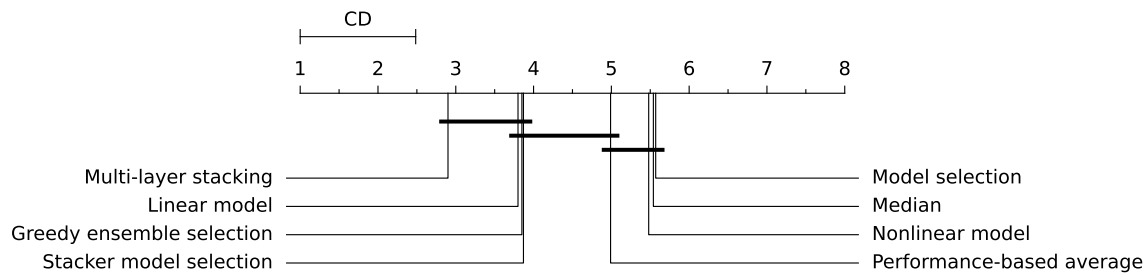 CD
1 2 3 4 5 6 7 8
Multi-layer stacking
Linear model
Greedy ensemble selection
Stacker model selection
Model selection
Median
Nonlinear model
Performance-based average